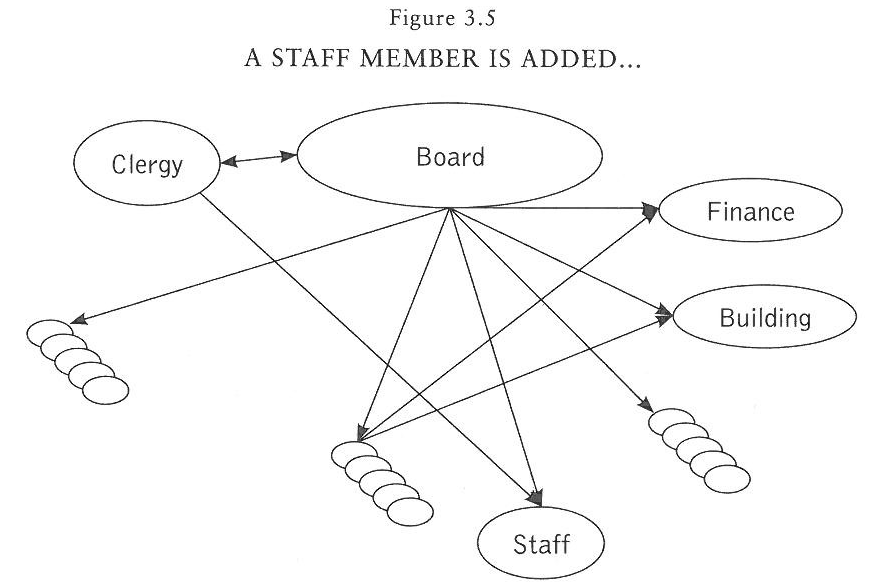 Figure 3.5
A STAFF MEMBER IS ADDED...
Clergy
Board
Finance
Building
Staff